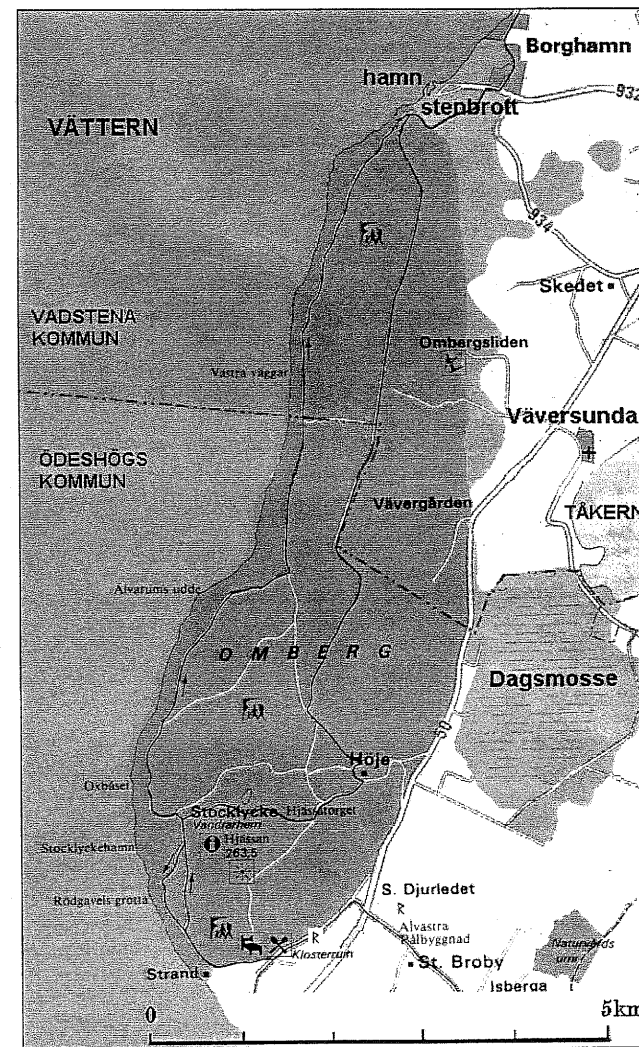 Borghamn
hamn
932
stenbrott
VÄTTERN
934
Skedet
VADSTENA
KOMMUN
Ombergsliden
Västra väggar
Väversunda
ÖDESHÖGS
KOMMUN
Vävergården
TÅKERN
Älvarums udde
OMBERG
Dagsmosse
50
Höje
Oxbåset
Stocklycke
Hjässatorget
Vandrarhem
Stocklyckehamn
Hjässan
263,5
Rödgavels grotta
S. Djurledet
R
Alvastra
Pålbyggnad
R
Klosterruin
St. Broby
Strand
Isberga
0
5km